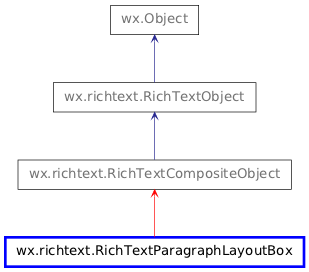 wx.Object
wx.richtext.RichTextObject
wx.richtext.RichTextCompositeObject
wx.richtext.RichTextParagraphLayoutBox